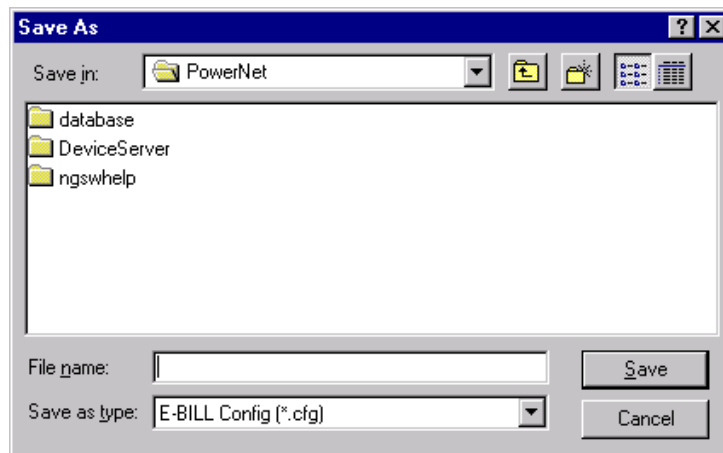 Save As
Save in: PowerNet
database
DeviceServer
ngswhelp
File name: Save
Save as type: E-BILL Config (*.cfg) Cancel